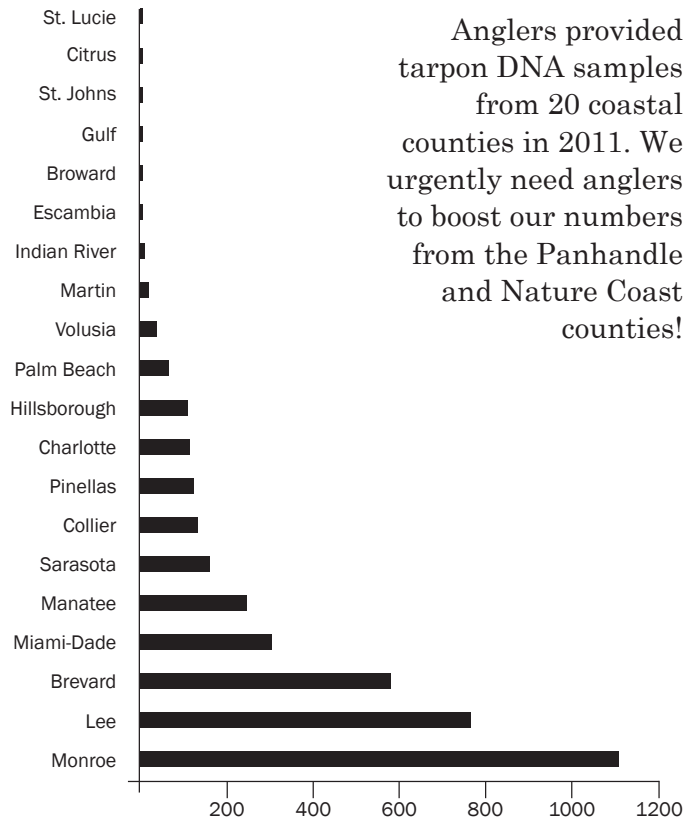 St. Lucie
Citrus
St. Johns
Gulf
Broward
Escambia
Indian River
Martin
Volusia
Palm Beach
Hillsborough
Charlotte
Pinellas
Collier
Sarasota
Manatee
Miami-Dade
Brevard
Lee
Monroe
200 400 600 800 1000 1200
Anglers provided
tarpon DNA samples
from 20 coastal
counties in 2011. We
urgently need anglers
to boost our numbers
from the Panhandle
and Nature Coast
counties!